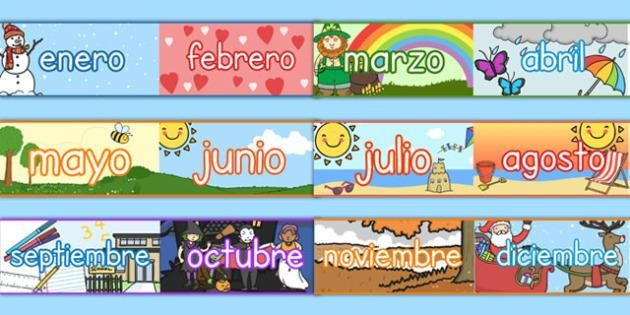 enero febrero marzo abril
mayo junio julio agosto
septiembre octubre noviembre diciembre